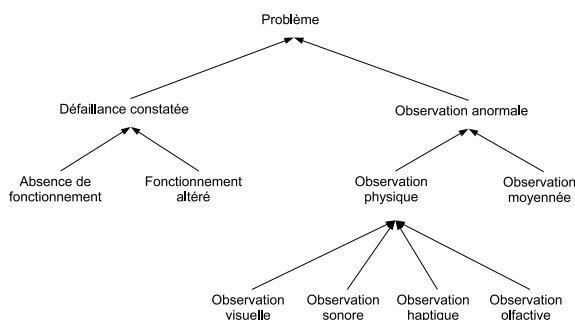 Problème
Défaillance constatée
Observation anormale
Absence de
fonctionnement
Fonctionnement
altéré
Observation
physique
Observation
moyennée
Observation
visuelle
Observation
sonore
Observation
haptique
Observation
olfactive